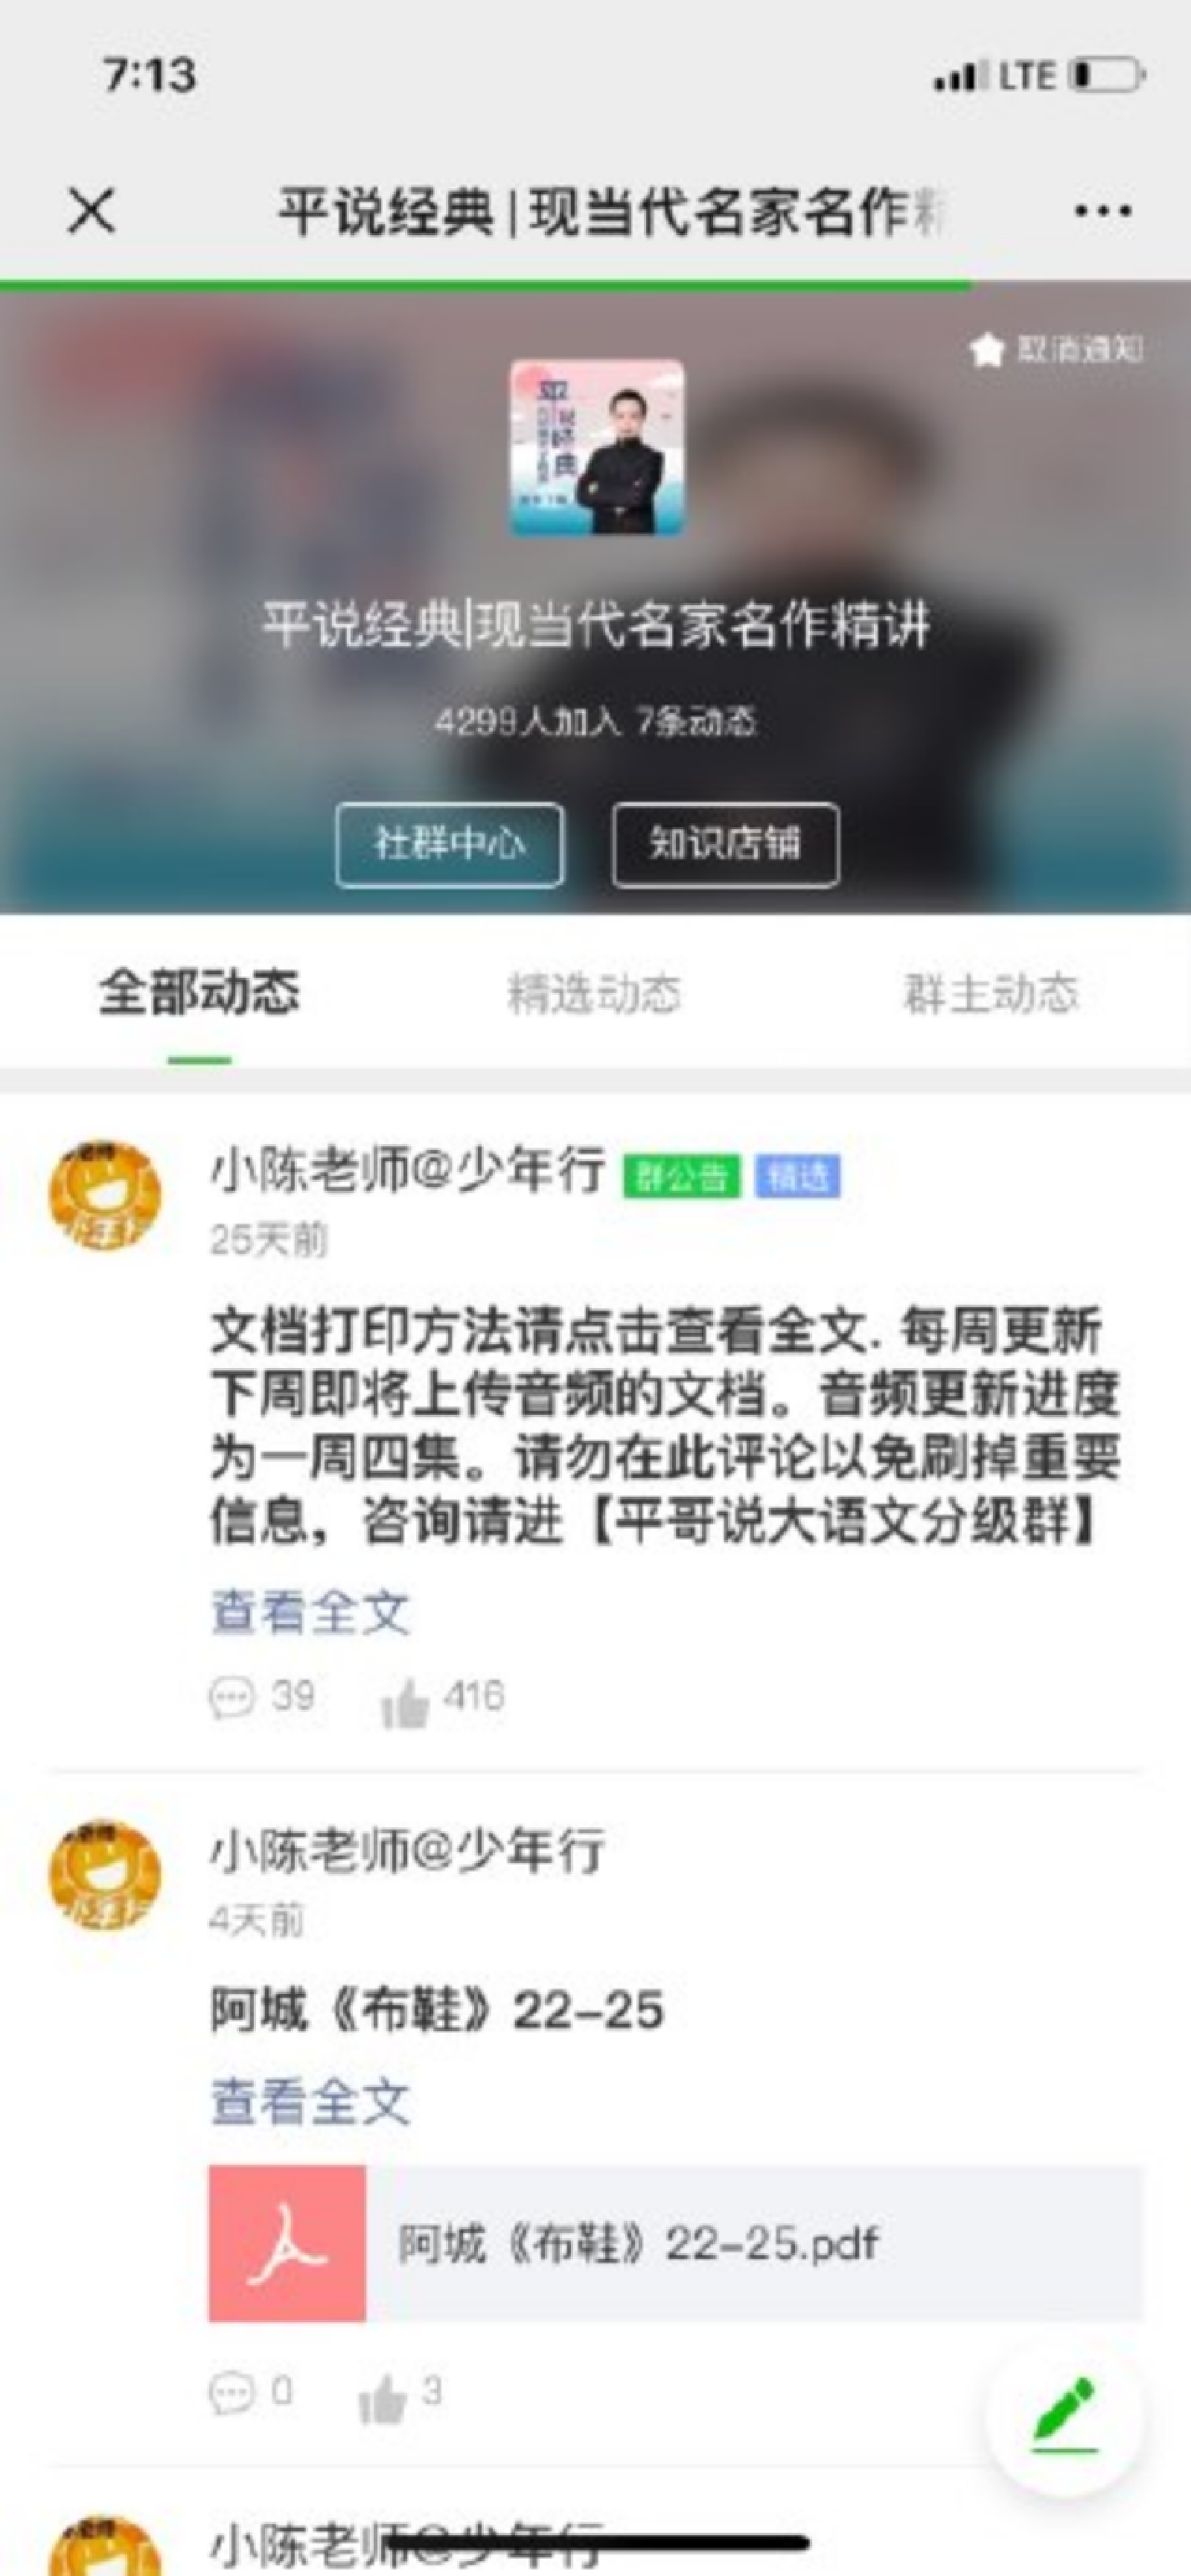 7:13
LTE
平说经典 | 现当代名家名作精
取消通知
平说经典|现当代名家名作精讲
4299人加入 7条动态
社群中心
知识店铺
全部动态
精选动态
群主动态
小陈老师@少年行 群公告 精选
25天前
文档打印方法请点击查看全文. 每周更新
下周即将上传音频的文档。音频更新进度
为一周四集。请勿在此评论以免刷掉重要
信息，咨询请进【平哥说大语文分级群】
查看全文
39 416
小陈老师@少年行
4天前
阿城《布鞋》22-25
查看全文
阿城《布鞋》22-25.pdf
0 3
小陈老师@少年行